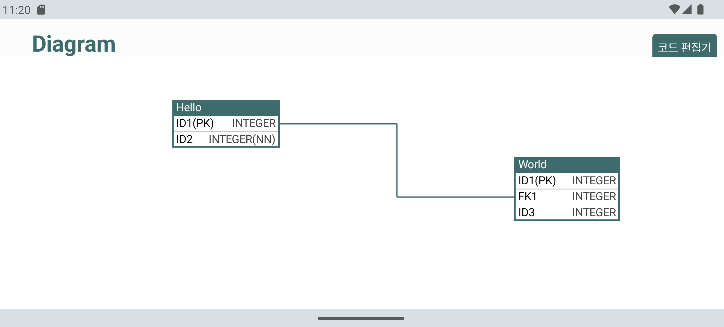 11:20
Diagram
코드 편집기
Hello
ID1(PK) INTEGER
ID2 INTEGER(NN)
World
ID1(PK) INTEGER
FK1 INTEGER
ID3 INTEGER